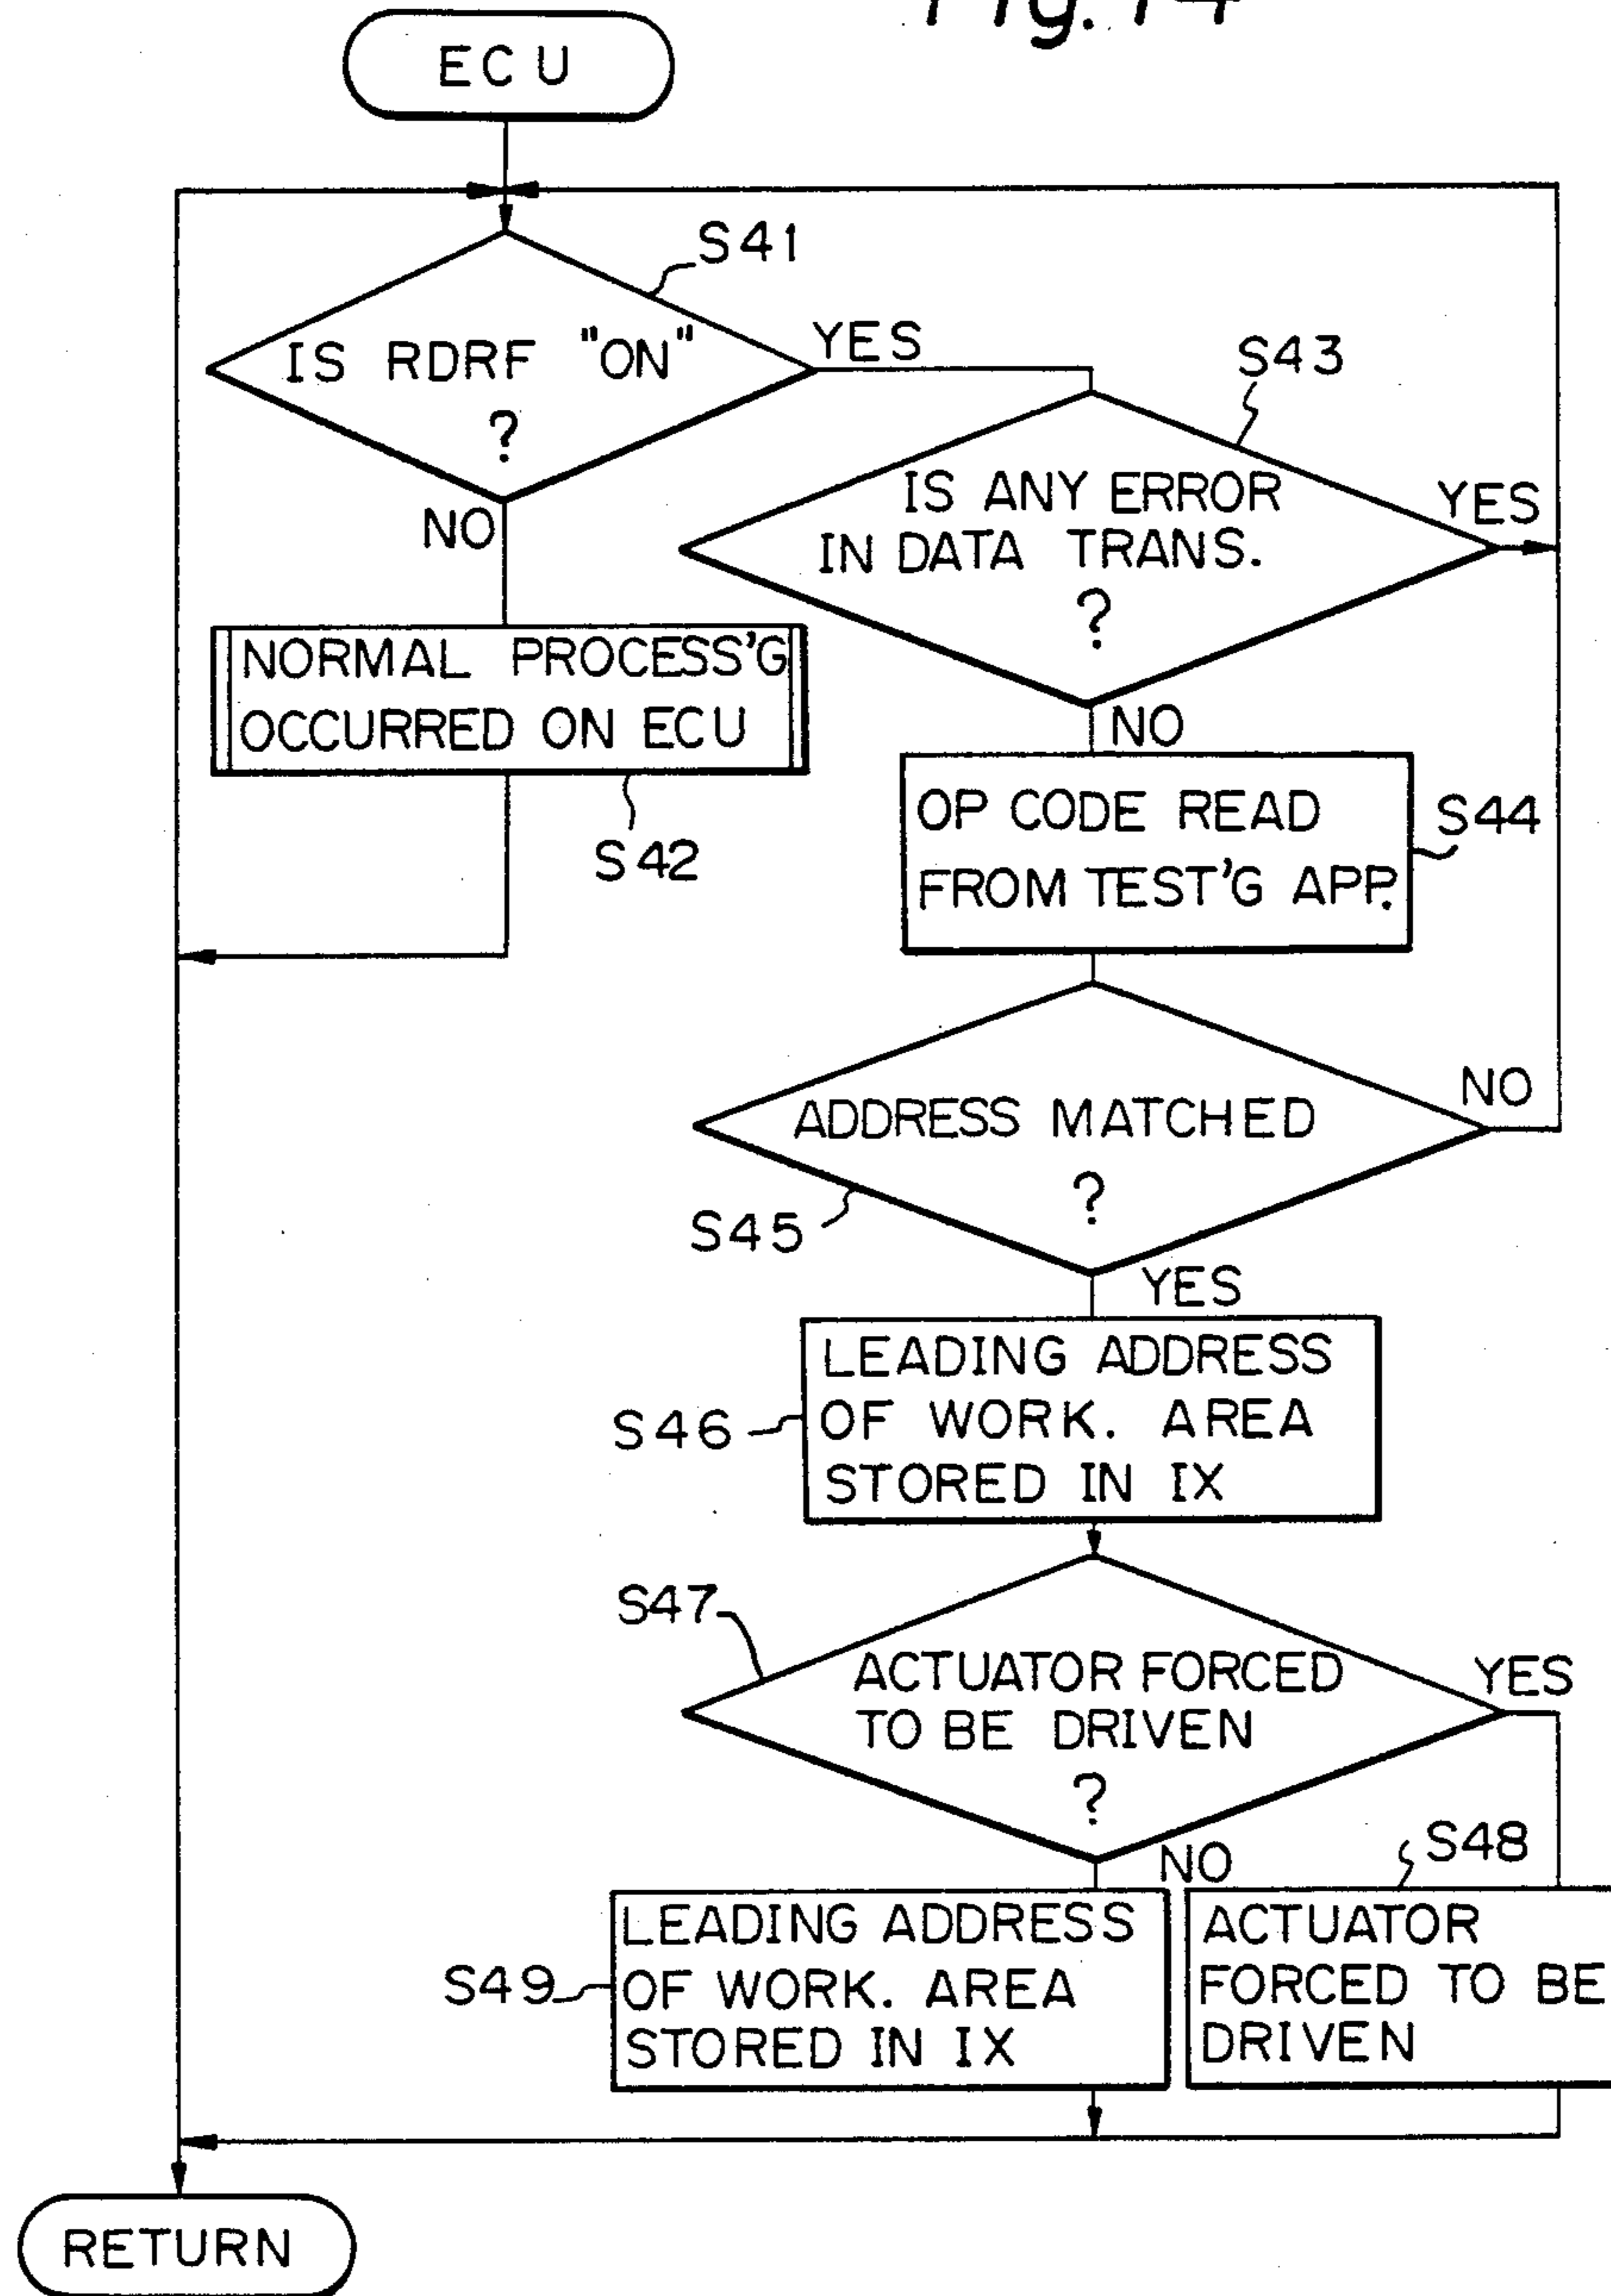 Fig. 14
ECU
S41
IS RDRF "ON"
?
YES
NO
S43
IS ANY ERROR
IN DATA TRANS.
?
YES
NO
NORMAL PROCESS'G
OCCURRED ON ECU
S42
OP CODE READ
FROM TEST'G APP.
S44
ADDRESS MATCHED
?
NO
S45
YES
LEADING ADDRESS
OF WORK. AREA
STORED IN IX
S46
S47
ACTUATOR FORCED
TO BE DRIVEN
?
YES
NO
S48
LEADING ADDRESS
OF WORK. AREA
STORED IN IX
S49
ACTUATOR
FORCED TO BE
DRIVEN
RETURN